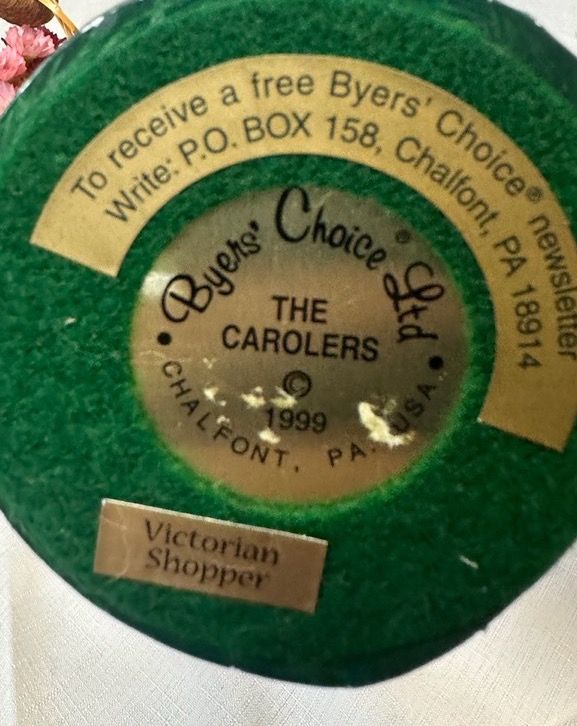 To receive a free Byers' Choice® newsletter
Write: P.O. BOX 158, Chalfont, PA 18914
Byers' Choice® Ltd
THE
CAROLERS
©
1999
• CHALFONT, PA. USA •
Victorian
Shopper